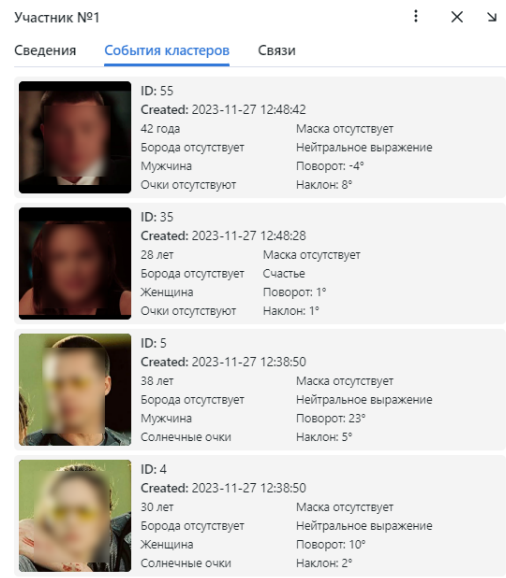 Участник №1
Сведения События кластеров Связи
ID: 55
Created: 2023-11-27 12:48:42
42 года Маска отсутствует
Борода отсутствует Нейтральное выражение
Мужчина Поворот: -4°
Очки отсутствуют Наклон: 8°
ID: 35
Created: 2023-11-27 12:48:28
28 лет Маска отсутствует
Борода отсутствует Счастье
Женщина Поворот: 1°
Очки отсутствуют Наклон: 1°
ID: 5
Created: 2023-11-27 12:38:50
38 лет Маска отсутствует
Борода отсутствует Нейтральное выражение
Мужчина Поворот: 23°
Солнечные очки Наклон: 5°
ID: 4
Created: 2023-11-27 12:38:50
30 лет Маска отсутствует
Борода отсутствует Нейтральное выражение
Женщина Поворот: 10°
Солнечные очки Наклон: 2°